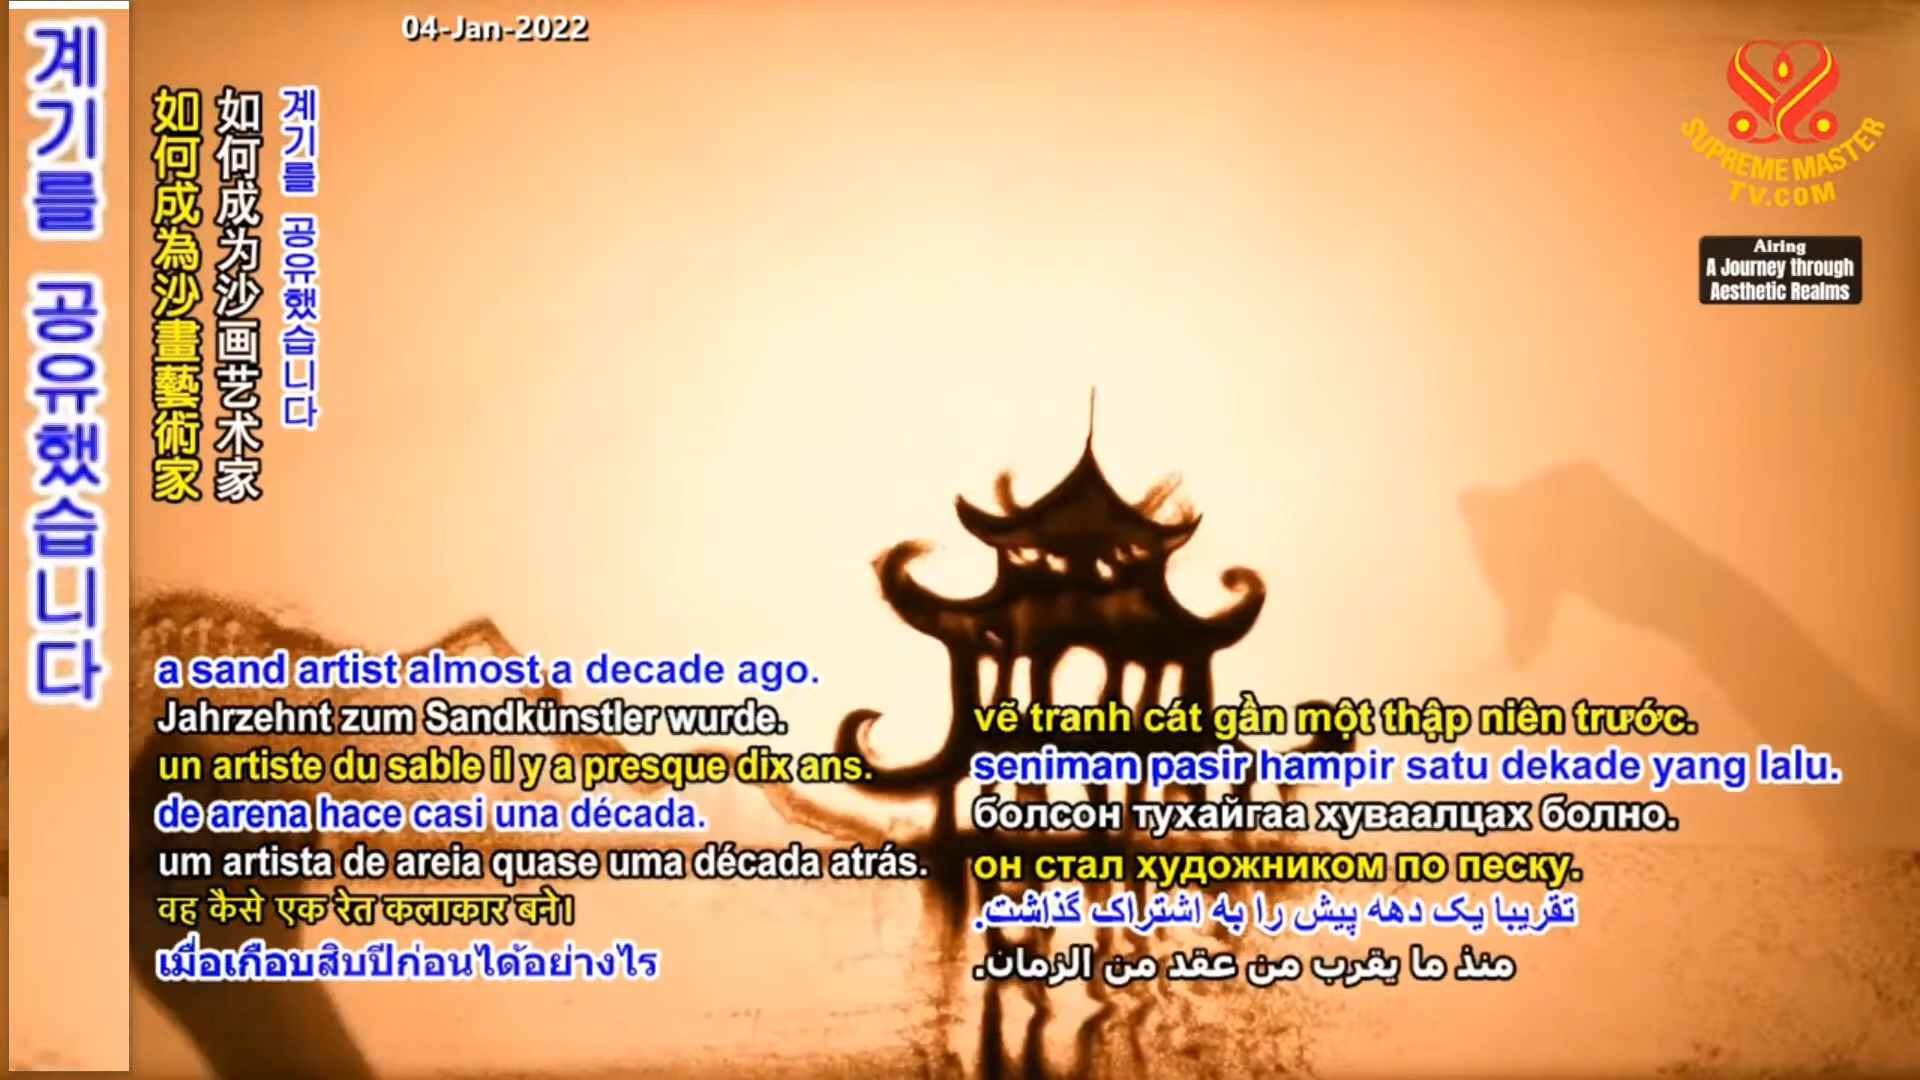 04-Jan-2022
계기를 공유했습니다
如何成為沙畫藝術家
如何成为沙画艺术家
계기를 공유했습니다
SUPREME MASTER
TV.COM
Airing
A Journey through
Aesthetic Realms
a sand artist almost a decade ago.
Jahrzehnt zum Sandkünstler wurde.
un artiste du sable il y a presque dix ans.
de arena hace casi una década.
um artista de areia quase uma década atrás.
वह कैसे एक रेत कलाकार बने।
เมื่อเกือบสิบปีก่อนได้อย่างไร
vẽ tranh cát gần một thập niên trước.
seniman pasir hampir satu dekade yang lalu.
болсон тухайгаа хуваалцах болно.
он стал художником по песку.
تقریبا یک دهه پیش را به اشتراک گذاشت.
منذ ما يقرب من عقد من الزمان.